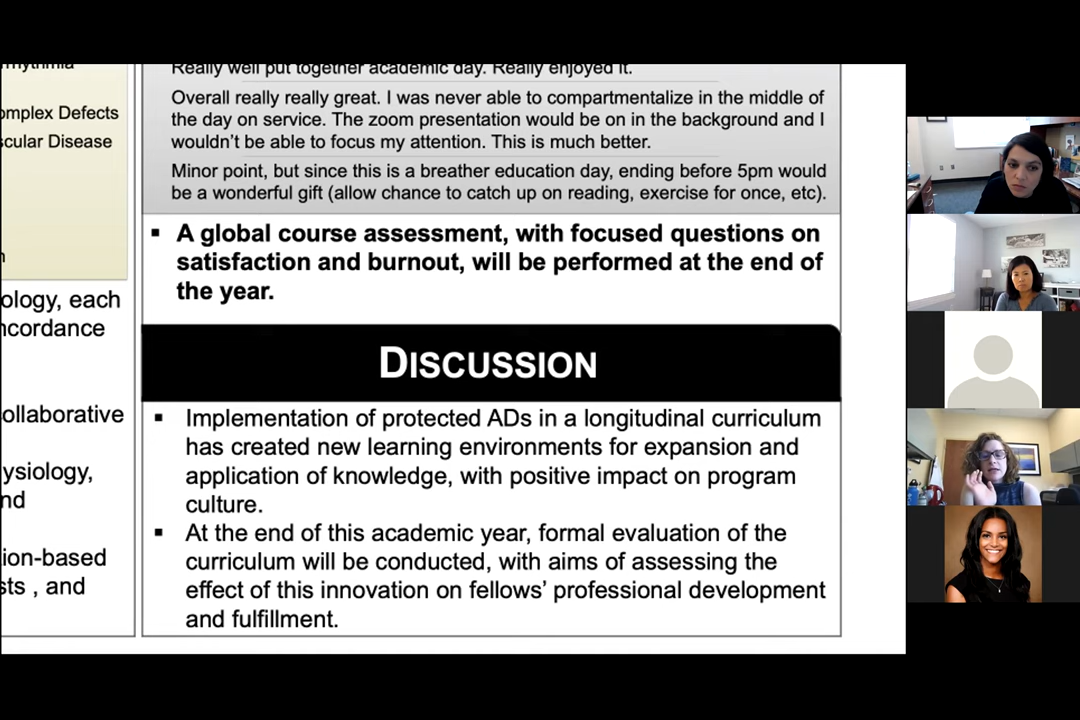 omplex Defects
scular Disease
ology, each
ncordance
ollaborative
ysiology,
nd
ion-based
sts , and
Really well put together academic day. Really enjoyed it.
Overall really really great. I was never able to compartmentalize in the middle of
the day on service. The zoom presentation would be on in the background and I
wouldn't be able to focus my attention. This is much better.
Minor point, but since this is a breather education day, ending before 5pm would
be a wonderful gift (allow chance to catch up on reading, exercise for once, etc).
▪ A global course assessment, with focused questions on
satisfaction and burnout, will be performed at the end of
the year.
DISCUSSION
▪ Implementation of protected ADs in a longitudinal curriculum
has created new learning environments for expansion and
application of knowledge, with positive impact on program
culture.
▪ At the end of this academic year, formal evaluation of the
curriculum will be conducted, with aims of assessing the
effect of this innovation on fellows' professional development
and fulfillment.